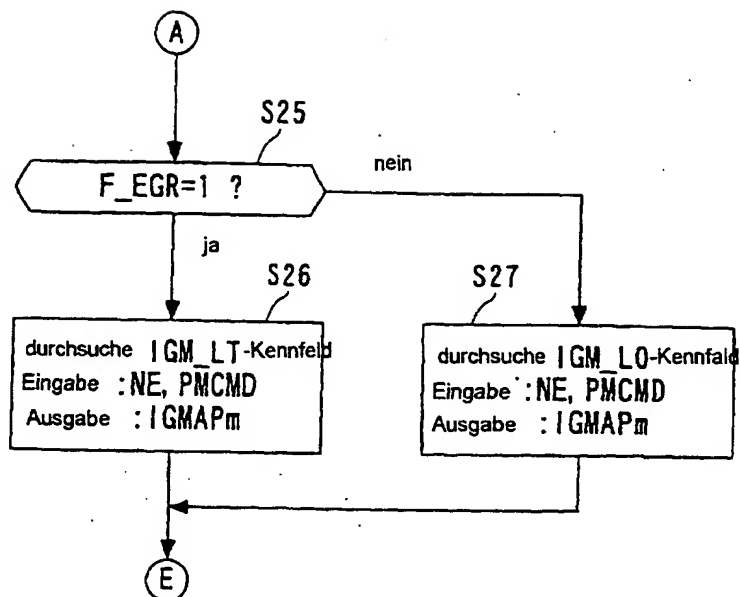 A
S25
F_EGR=1 ?
nein
ja
S26
durchsuche IGM_LT-Kennfeld
Eingabe :NE, PMCMD
Ausgabe :IGMAPm
S27
durchsuche IGM_LO-Kennfald
Eingabe :NE, PMCMD
Ausgabe :IGMAPm
E